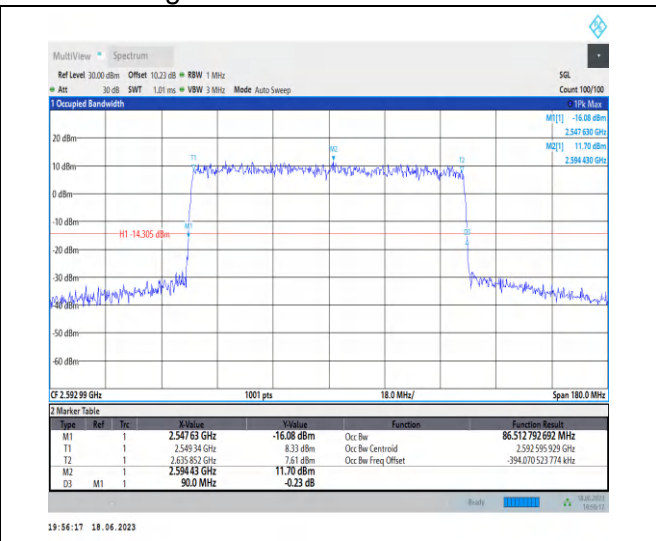 MultiView Spectrum
Ref Level 30.00 dBm Offset 10.23 dB RBW 1 MHz SGL
Att 30 dB SWT 1.01 ms VBW 3 MHz Mode Auto Sweep Count 100/100
1 Occupied Bandwidth 1Pk Max
M1[1] -16.08 dBm
2.547 630 GHz
M2[1] 11.70 dBm
2.594 430 GHz
20 dBm
M2
T1
T2
10 dBm
0 dBm
-10 dBm
M1
H1 -14.305 dBm
D3
-20 dBm
-30 dBm
-40 dBm
-50 dBm
-60 dBm
CF 2.592 99 GHz 1001 pts 18.0 MHz/ Span 180.0 MHz
2 Marker Table
Type Ref Trc X-Value Y-Value Function Function Result
M1 1 2.547 63 GHz -16.08 dBm Occ Bw 86.512 792 692 MHz
T1 1 2.549 34 GHz 8.33 dBm Occ Bw Centroid 2.592 595 929 GHz
T2 1 2.635 852 GHz 7.61 dBm Occ Bw Freq Offset -394.070 523 774 kHz
M2 1 2.594 43 GHz 11.70 dBm
D3 M1 1 90.0 MHz -0.23 dB
Ready 18.06.2023
19:56:17 18.06.2023